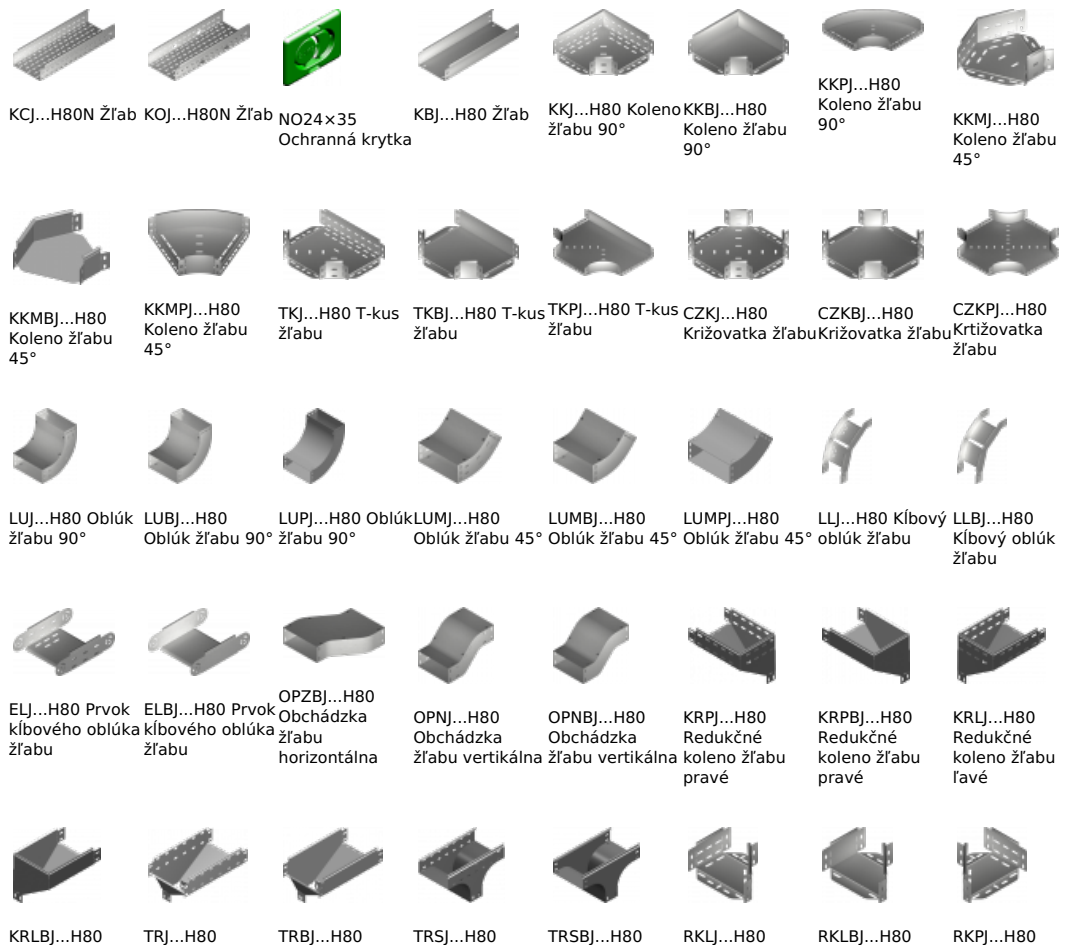 KCJ...H80N Žľab
KOJ...H80N Žľab
NO24×35
Ochranná krytka
KBJ...H80 Žľab
KKJ...H80 Koleno
žľabu 90°
KKBJ...H80
Koleno žľabu
90°
KKPJ...H80
Koleno žľabu
90°
KKMJ...H80
Koleno žľabu
45°
KKMBJ...H80
Koleno žľabu
45°
KKMPJ...H80
Koleno žľabu
45°
TKJ...H80 T-kus
žľabu
TKBJ...H80 T-kus
žľabu
TKPJ...H80 T-kus
žľabu
CZKJ...H80
Križovatka žľabu
CZKBJ...H80
Križovatka žľabu
CZKPJ...H80
Krtižovatka
žľabu
LUJ...H80 Oblúk
žľabu 90°
LUBJ...H80
Oblúk žľabu 90°
LUPJ...H80 Oblúk
žľabu 90°
LUMJ...H80
Oblúk žľabu 45°
LUMBJ...H80
Oblúk žľabu 45°
LUMPJ...H80
Oblúk žľabu 45°
LLJ...H80 Kĺbový
oblúk žľabu
LLBJ...H80
Kĺbový oblúk
žľabu
ELJ...H80 Prvok
kĺbového oblúka
žľabu
ELBJ...H80 Prvok
kĺbového oblúka
žľabu
OPZBJ...H80
Obchádzka
žľabu
horizontálna
OPNJ...H80
Obchádzka
žľabu vertikálna
OPNBJ...H80
Obchádzka
žľabu vertikálna
KRPJ...H80
Redukčné
koleno žľabu
pravé
KRPBJ...H80
Redukčné
koleno žľabu
pravé
KRLJ...H80
Redukčné
koleno žľabu
ľavé
KRLBJ...H80
TRJ...H80
TRBJ...H80
TRSJ...H80
TRSBJ...H80
RKLJ...H80
RKLBJ...H80
RKPJ...H80